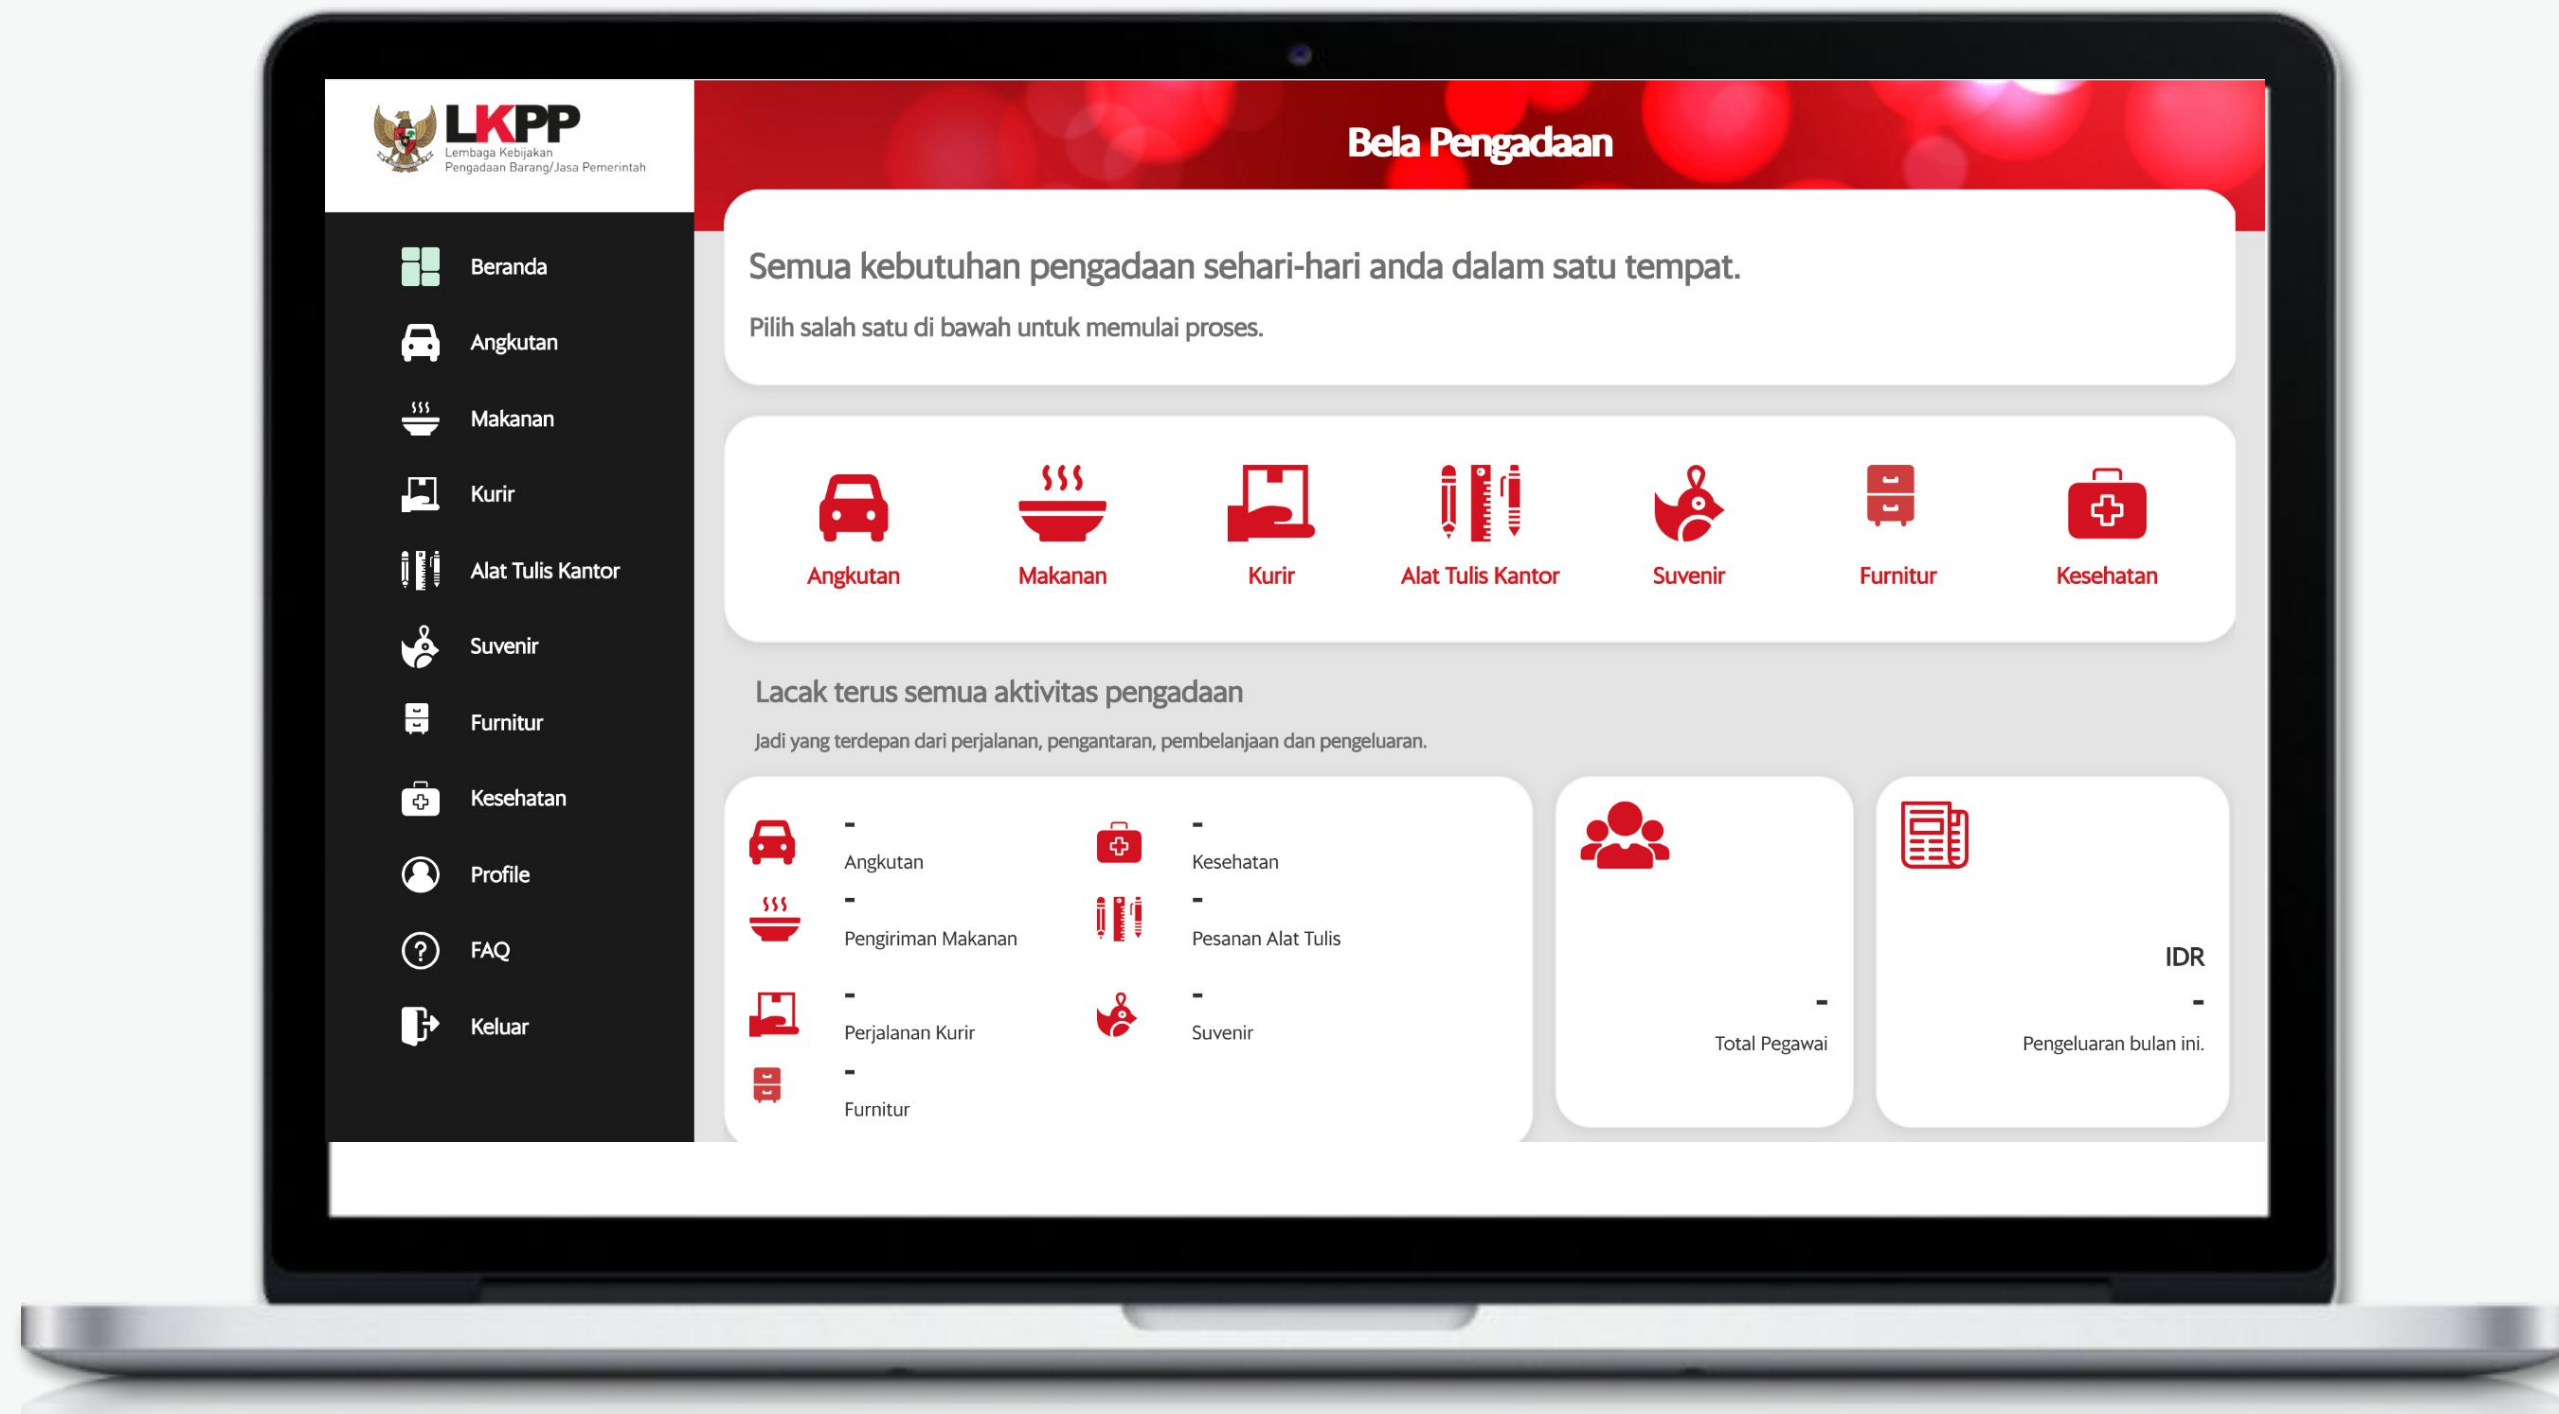 LKPP
Lembaga Kebijakan
Pengadaan Barang/Jasa Pemerintah
Beranda
Angkutan
Makanan
Kurir
Alat Tulis Kantor
Suvenir
Furnitur
Kesehatan
Profile
FAQ
Keluar
Bela Pengadaan
Semua kebutuhan pengadaan sehari-hari anda dalam satu tempat.
Pilih salah satu di bawah untuk memulai proses.
Angkutan
Makanan
Kurir
Alat Tulis Kantor
Suvenir
Furnitur
Kesehatan
Lacak terus semua aktivitas pengadaan
Jadi yang terdepan dari perjalanan, pengantaran, pembelanjaan dan pengeluaran.
-
Angkutan
-
Pengiriman Makanan
-
Perjalanan Kurir
-
Furnitur
-
Kesehatan
-
Pesanan Alat Tulis
-
Suvenir
-
Total Pegawai
IDR
-
Pengeluaran bulan ini.